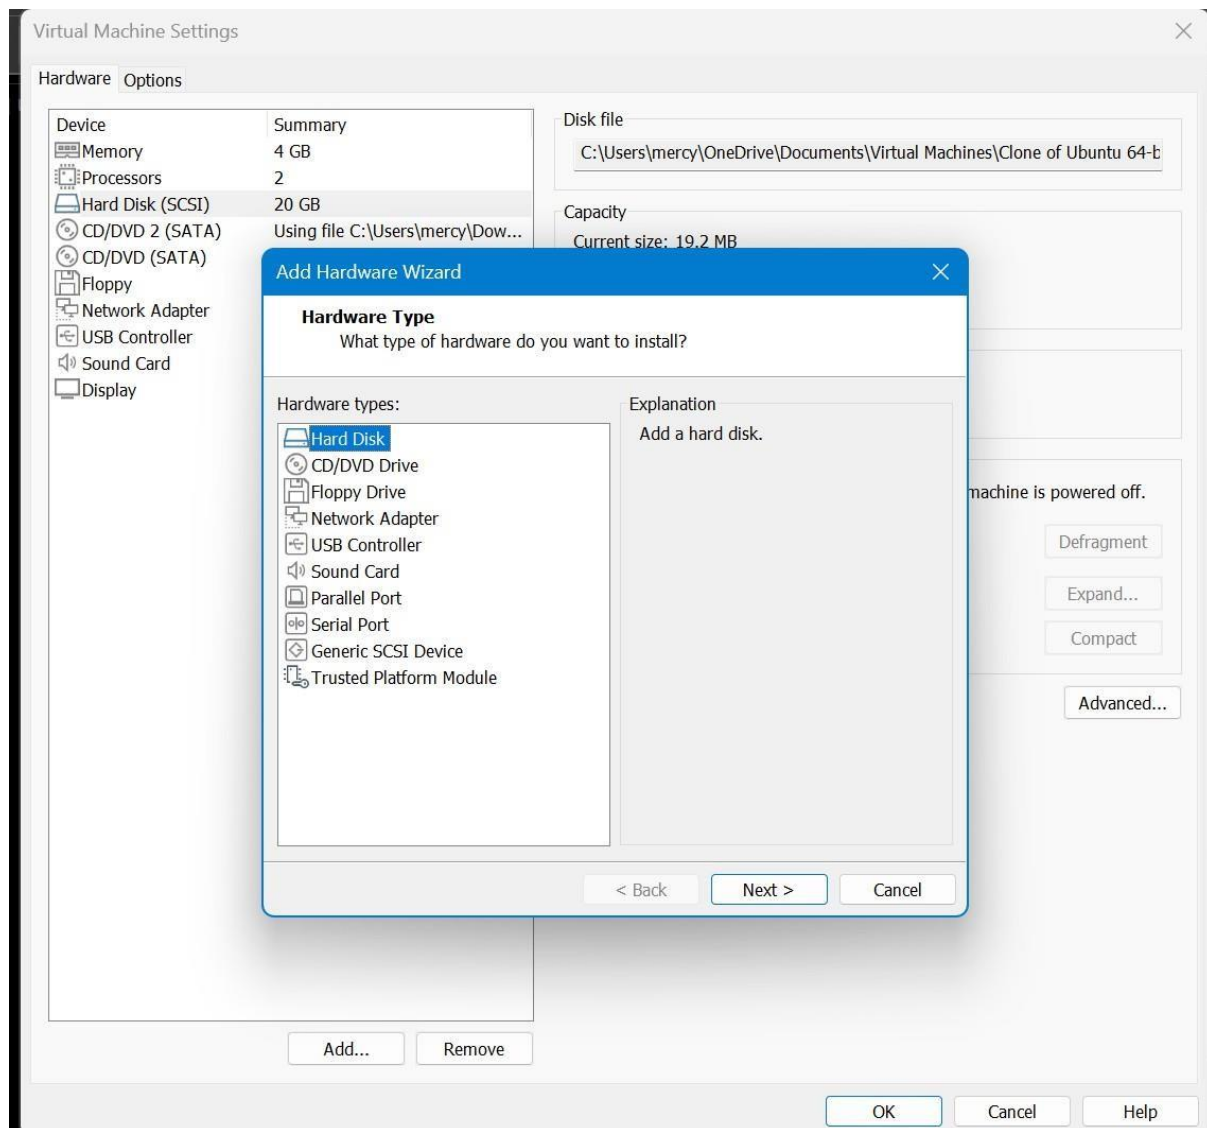 Virtual Machine Settings
Hardware Options
Device Summary
Memory 4 GB
Processors 2
Hard Disk (SCSI) 20 GB
CD/DVD 2 (SATA) Using file C:\Users\mercy\Dow...
CD/DVD (SATA)
Floppy
Network Adapter
USB Controller
Sound Card
Display
Add... Remove
Disk file
C:\Users\mercy\OneDrive\Documents\Virtual Machines\Clone of Ubuntu 64-b
Capacity
Current size: 19.2 MB
Add Hardware Wizard
Hardware Type
What type of hardware do you want to install?
Hardware types:
Hard Disk
CD/DVD Drive
Floppy Drive
Network Adapter
USB Controller
Sound Card
Parallel Port
Serial Port
Generic SCSI Device
Trusted Platform Module
Explanation
Add a hard disk.
< Back Next > Cancel
machine is powered off.
Defragment
Expand...
Compact
Advanced...
OK Cancel Help